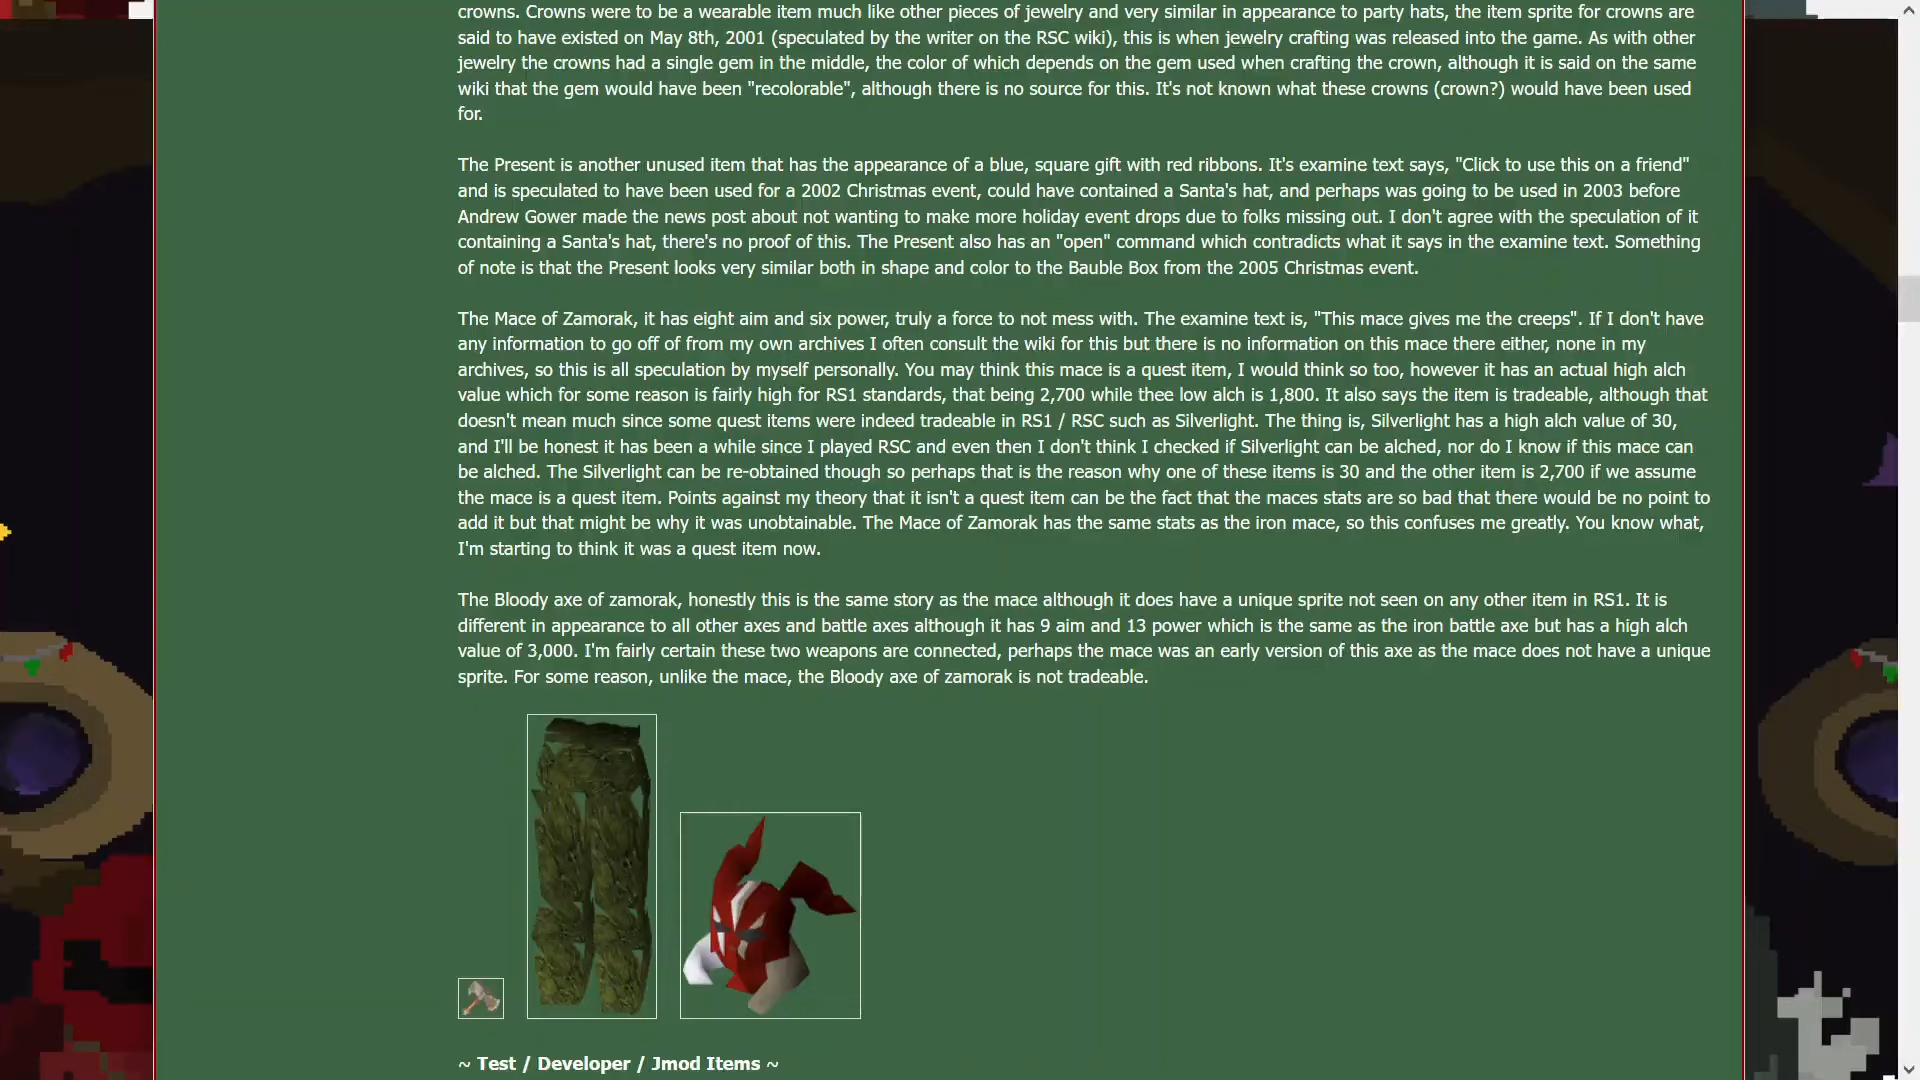 crowns. Crowns were to be a wearable item much like other pieces of jewelry and very similar in appearance to party hats, the item sprite for crowns are
said to have existed on May 8th, 2001 (speculated by the writer on the RSC wiki), this is when jewelry crafting was released into the game. As with other
jewelry the crowns had a single gem in the middle, the color of which depends on the gem used when crafting the crown, although it is said on the same
wiki that the gem would have been "recolorable", although there is no source for this. It's not known what these crowns (crown?) would have been used
for.
The Present is another unused item that has the appearance of a blue, square gift with red ribbons. It's examine text says, "Click to use this on a friend"
and is speculated to have been used for a 2002 Christmas event, could have contained a Santa's hat, and perhaps was going to be used in 2003 before
Andrew Gower made the news post about not wanting to make more holiday event drops due to folks missing out. I don't agree with the speculation of it
containing a Santa's hat, there's no proof of this. The Present also has an "open" command which contradicts what it says in the examine text. Something
of note is that the Present looks very similar both in shape and color to the Bauble Box from the 2005 Christmas event.
The Mace of Zamorak, it has eight aim and six power, truly a force to not mess with. The examine text is, "This mace gives me the creeps". If I don't have
any information to go off of from my own archives I often consult the wiki for this but there is no information on this mace there either, none in my
archives, so this is all speculation by myself personally. You may think this mace is a quest item, I would think so too, however it has an actual high alch
value which for some reason is fairly high for RS1 standards, that being 2,700 while thee low alch is 1,800. It also says the item is tradeable, although that
doesn't mean much since some quest items were indeed tradeable in RS1 / RSC such as Silverlight. The thing is, Silverlight has a high alch value of 30,
and I'll be honest it has been a while since I played RSC and even then I don't think I checked if Silverlight can be alched, nor do I know if this mace can
be alched. The Silverlight can be re-obtained though so perhaps that is the reason why one of these items is 30 and the other item is 2,700 if we assume
the mace is a quest item. Points against my theory that it isn't a quest item can be the fact that the maces stats are so bad that there would be no point to
add it but that might be why it was unobtainable. The Mace of Zamorak has the same stats as the iron mace, so this confuses me greatly. You know what,
I'm starting to think it was a quest item now.
The Bloody axe of zamorak, honestly this is the same story as the mace although it does have a unique sprite not seen on any other item in RS1. It is
different in appearance to all other axes and battle axes although it has 9 aim and 13 power which is the same as the iron battle axe but has a high alch
value of 3,000. I'm fairly certain these two weapons are connected, perhaps the mace was an early version of this axe as the mace does not have a unique
sprite. For some reason, unlike the mace, the Bloody axe of zamorak is not tradeable.
~ Test / Developer / Jmod Items ~